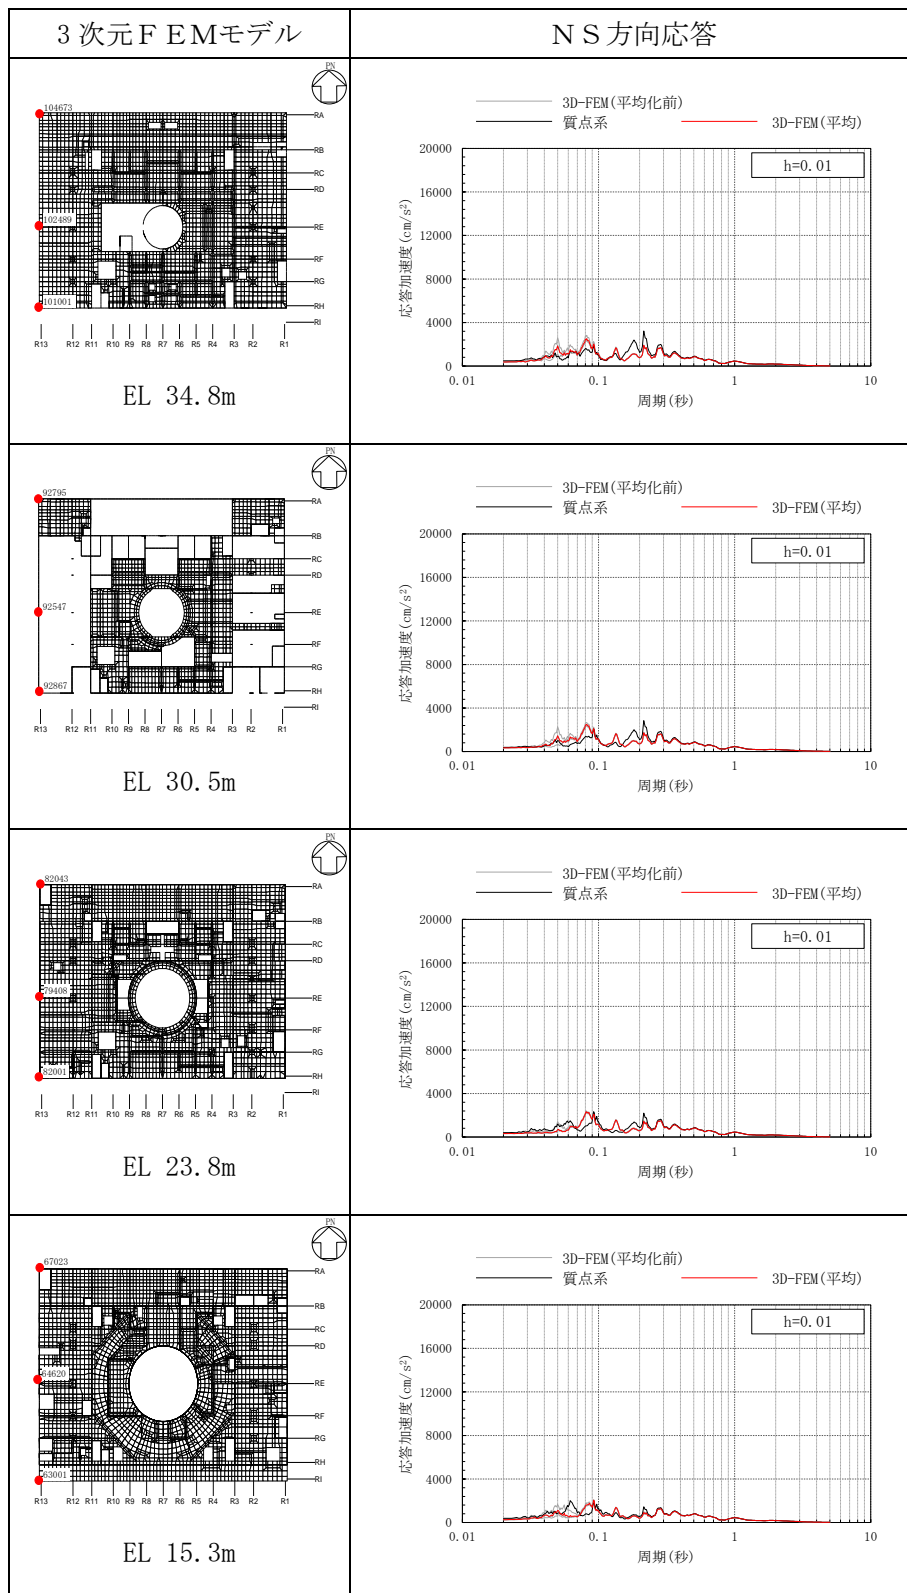 3次元FEMモデル
NS方向応答
PN
104673
102489
101001
RA
RB
RC
RD
RE
RF
RG
RH
RI
R13 R12 R11 R10 R9 R8 R7 R6 R5 R4 R3 R2 R1
EL 34.8m
3D-FEM(平均化前)
質点系 3D-FEM(平均)
h=0.01
応答加速度(cm/s²)
20000
16000
12000
8000
4000
0
0.01 0.1 1 10
周期(秒)
PN
92795
92547
92867
RA
RB
RC
RD
RE
RF
RG
RH
RI
R13 R12 R11 R10 R9 R8 R7 R6 R5 R4 R3 R2 R1
EL 30.5m
3D-FEM(平均化前)
質点系 3D-FEM(平均)
h=0.01
応答加速度(cm/s²)
20000
16000
12000
8000
4000
0
0.01 0.1 1 10
周期(秒)
PN
82043
79408
82001
RA
RB
RC
RD
RE
RF
RG
RH
RI
R13 R12 R11 R10 R9 R8 R7 R6 R5 R4 R3 R2 R1
EL 23.8m
3D-FEM(平均化前)
質点系 3D-FEM(平均)
h=0.01
応答加速度(cm/s²)
20000
16000
12000
8000
4000
0
0.01 0.1 1 10
周期(秒)
PN
67023
64620
63001
RA
RB
RC
RD
RE
RF
RG
RH
RI
R13 R12 R11 R10 R9 R8 R7 R6 R5 R4 R3 R2 R1
EL 15.3m
3D-FEM(平均化前)
質点系 3D-FEM(平均)
h=0.01
応答加速度(cm/s²)
20000
16000
12000
8000
4000
0
0.01 0.1 1 10
周期(秒)